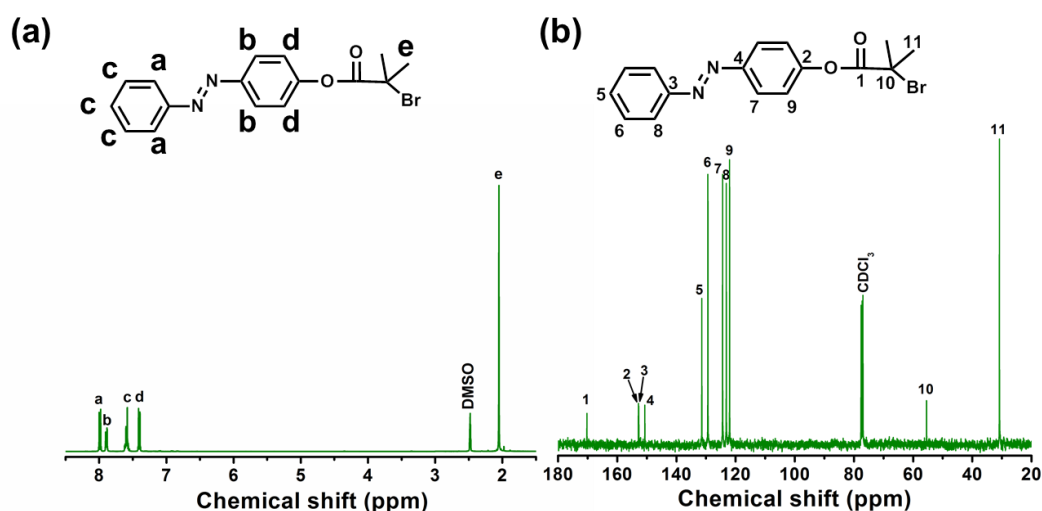 (a)
b d e
a O
c
N
N
c O
Br
c
a b d
a
b
c d
DMSO
e
8 7 6 5 4 3 2
Chemical shift (ppm)
(b)
O 11
4 2
N
3 N O 1 10
5 Br
7 9
6 8
1
2 3
4
5
6
7
8
9
CDCl₃
10
11
180 160 140 120 100 80 60 40 20
Chemical shift (ppm)